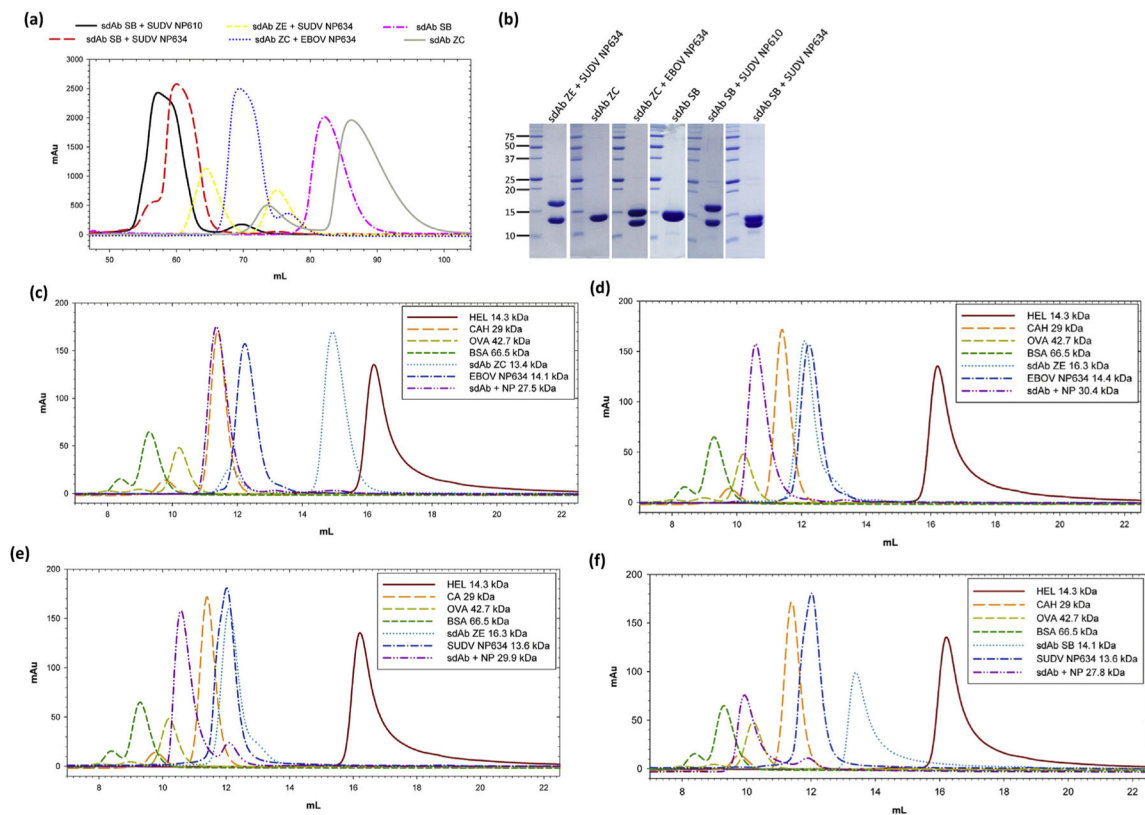 (a)
sdAb SB + SUDV NP610 sdAb ZE + SUDV NP634 sdAb SB
sdAb SB + SUDV NP634 sdAb ZC + EBOV NP634 sdAb ZC
3000
2500
2000
1500
1000
500
0
mAu
50 60 70 80 90 100
mL
(b)
sdAb ZE + SUDV NP634
sdAb ZC
sdAb ZC + EBOV NP634
sdAb SB
sdAb SB + SUDV NP610
sdAb SB + SUDV NP634
75
50
37
25
20
15
10
(c)
200
150
100
50
0
mAu
HEL 14.3 kDa
CAH 29 kDa
OVA 42.7 kDa
BSA 66.5 kDa
sdAb ZC 13.4 kDa
EBOV NP634 14.1 kDa
sdAb + NP 27.5 kDa
8 10 12 14 16 18 20 22
mL
(d)
200
150
100
50
0
mAu
HEL 14.3 kDa
CAH 29 kDa
OVA 42.7 kDa
BSA 66.5 kDa
sdAb ZE 16.3 kDa
EBOV NP634 14.4 kDa
sdAb + NP 30.4 kDa
8 10 12 14 16 18 20 22
mL
(e)
200
150
100
50
0
mAu
HEL 14.3 kDa
CA 29 kDa
OVA 42.7 kDa
BSA 66.5 kDa
sdAb ZE 16.3 kDa
SUDV NP634 13.6 kDa
sdAb + NP 29.9 kDa
8 10 12 14 16 18 20 22
mL
(f)
200
150
100
50
0
mAu
HEL 14.3 kDa
CAH 29 kDa
OVA 42.7 kDa
BSA 66.5 kDa
sdAb SB 14.1 kDa
SUDV NP634 13.6 kDa
sdAb + NP 27.8 kDa
8 10 12 14 16 18 20 22
mL